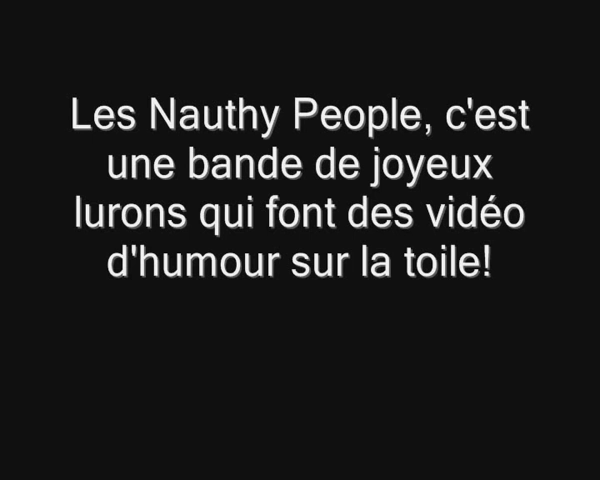 Les Nauthy People, c'est
une bande de joyeux
lurons qui font des vidéo
d'humour sur la toile!